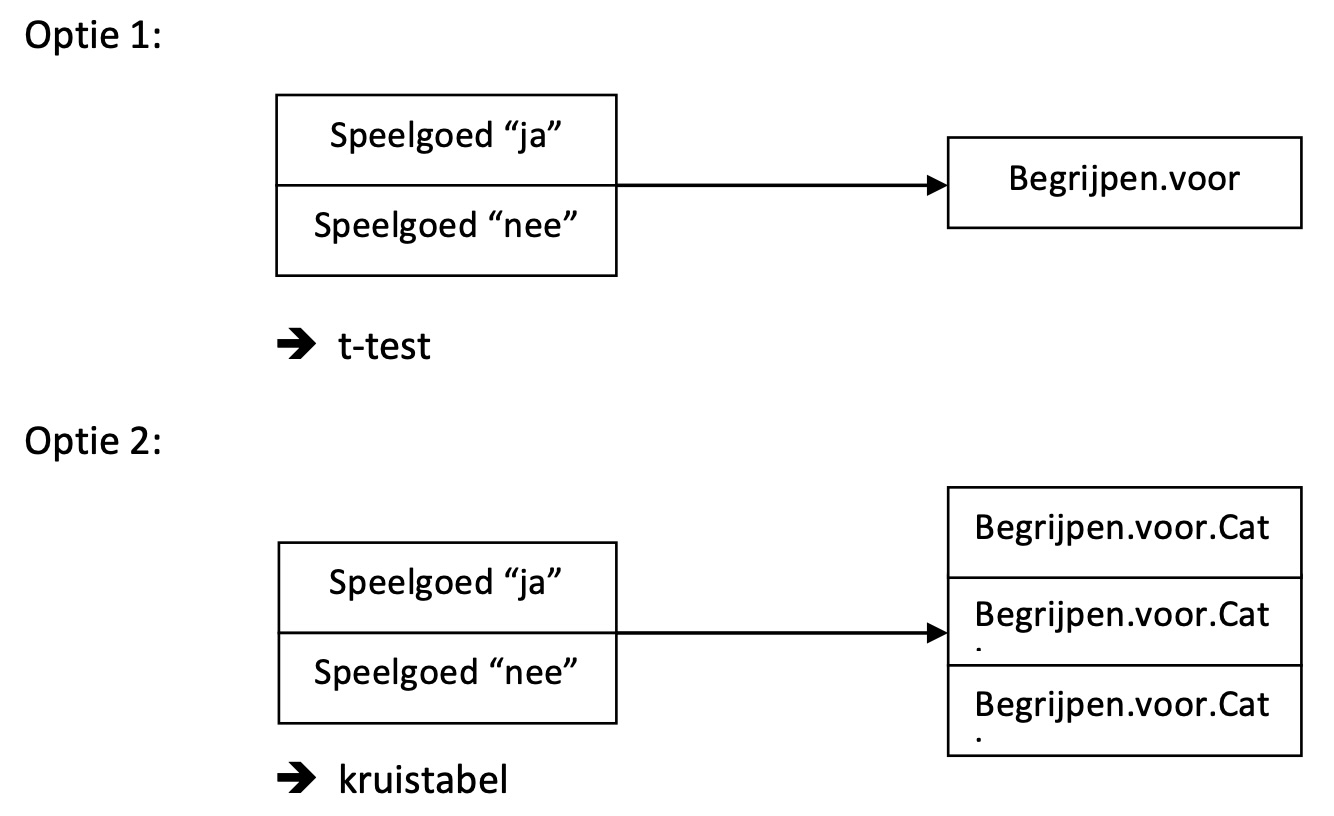 Optie 1:
Speelgoed “ja”
Speelgoed “nee”
Begrijpen.voor
➔ t-test
Optie 2:
Speelgoed “ja”
Speelgoed “nee”
Begrijpen.voor.Cat
Begrijpen.voor.Cat
.
Begrijpen.voor.Cat
.
➔ kruistabel